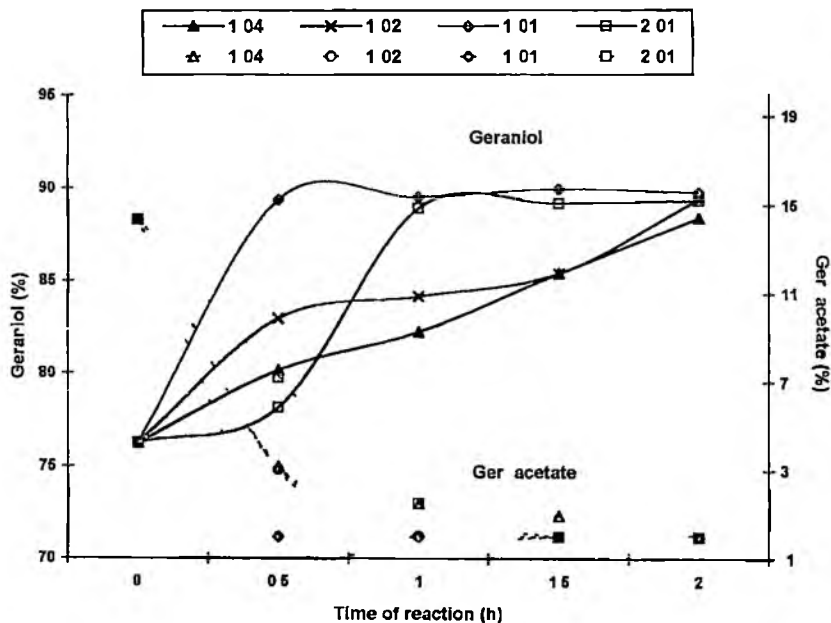 1 04 1 02 1 01 2 01
1 04 1 02 1 01 2 01
95
90
85
80
75
70
Geraniol (%)
Geraniol
Ger acetate
19
15
11
7
3
1
Ger acetate (%)
0 0 5 1 1 5 2
Time of reaction (h)